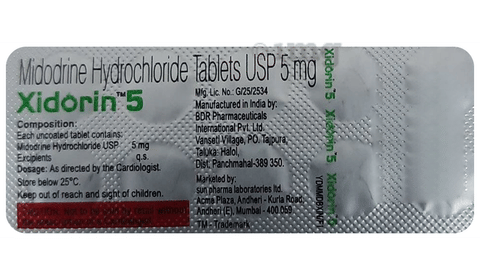 Midodrine Hydrochloride Tablets USP 5 mg
Xidorin™ 5
Composition:
Each uncoated tablet contains:
Midodrine Hydrochloride USP 5 mg
Excipients q.s.
Dosage: As directed by the Cardiologist.
Store below 25°C.
Keep out of reach and sight of children.
Mfg. Lic. No.: G/25/2534
Manufactured in India by:
BDR Pharmaceuticals
International Pvt. Ltd.
Vanseti Village, PO. Tajpura,
Taluka: Halol,
Dist, Panchmahal-389 350.
Marketed by:
sun pharma laboratories ltd.
Acme Plaza, Andheri - Kurla Road,
Andheri (E), Mumbai - 400 059
TM - Trademark
Xidorin 5 Xidorin 5 Xidorin 5